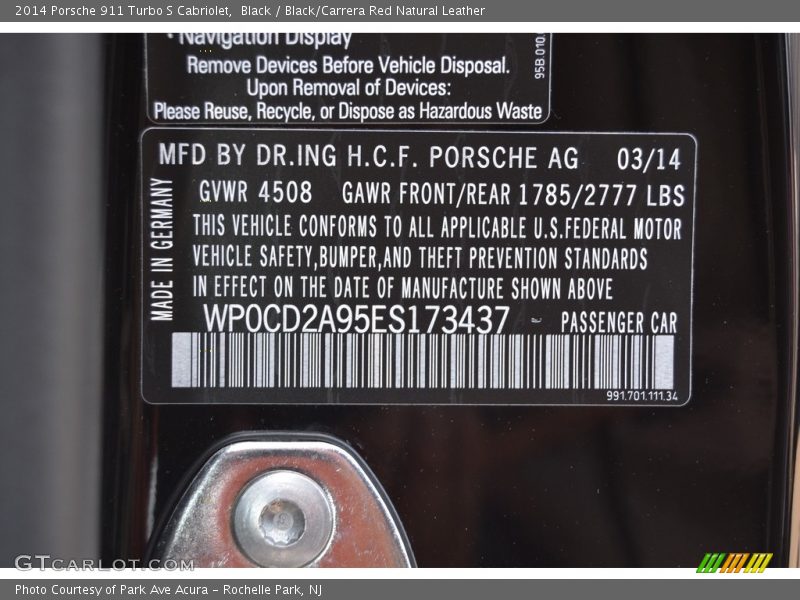 2014 Porsche 911 Turbo S Cabriolet, Black / Black/Carrera Red Natural Leather
• Navigation Display
Remove Devices Before Vehicle Disposal.
Upon Removal of Devices:
Please Reuse, Recycle, or Dispose as Hazardous Waste
95B.010.
MFD BY DR.ING H.C.F. PORSCHE AG 03/14
GVWR 4508 GAWR FRONT/REAR 1785/2777 LBS
MADE IN GERMANY
THIS VEHICLE CONFORMS TO ALL APPLICABLE U.S.FEDERAL MOTOR
VEHICLE SAFETY,BUMPER,AND THEFT PREVENTION STANDARDS
IN EFFECT ON THE DATE OF MANUFACTURE SHOWN ABOVE
WP0CD2A95ES173437 PASSENGER CAR
991.701.111.34
GTCARLOT.COM
Photo Courtesy of Park Ave Acura - Rochelle Park, NJ